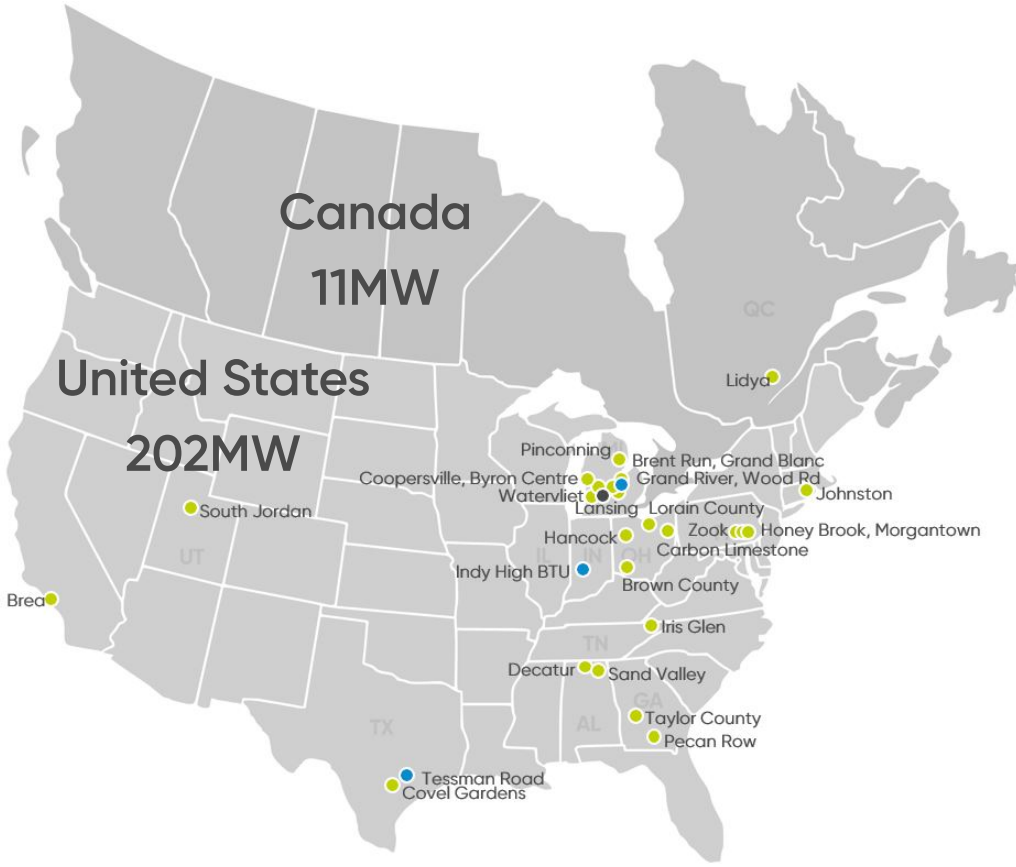 Canada
11MW
QC
United States
202MW
Lidya
Pinconning
MI
Brent Run, Grand Blanc
Coopersville, Byron Centre
Grand River, Wood Rd
Watervliet
Johnston
Lansing
Lorain County
South Jordan
Hancock
Zook
Honey Brook, Morgantown
Carbon Limestone
UT
IL
IN
OH
Indy High BTU
Brown County
Brea
Iris Glen
TN
Decatur
Sand Valley
GA
Taylor County
AL
TX
Pecan Row
Tessman Road
Covel Gardens